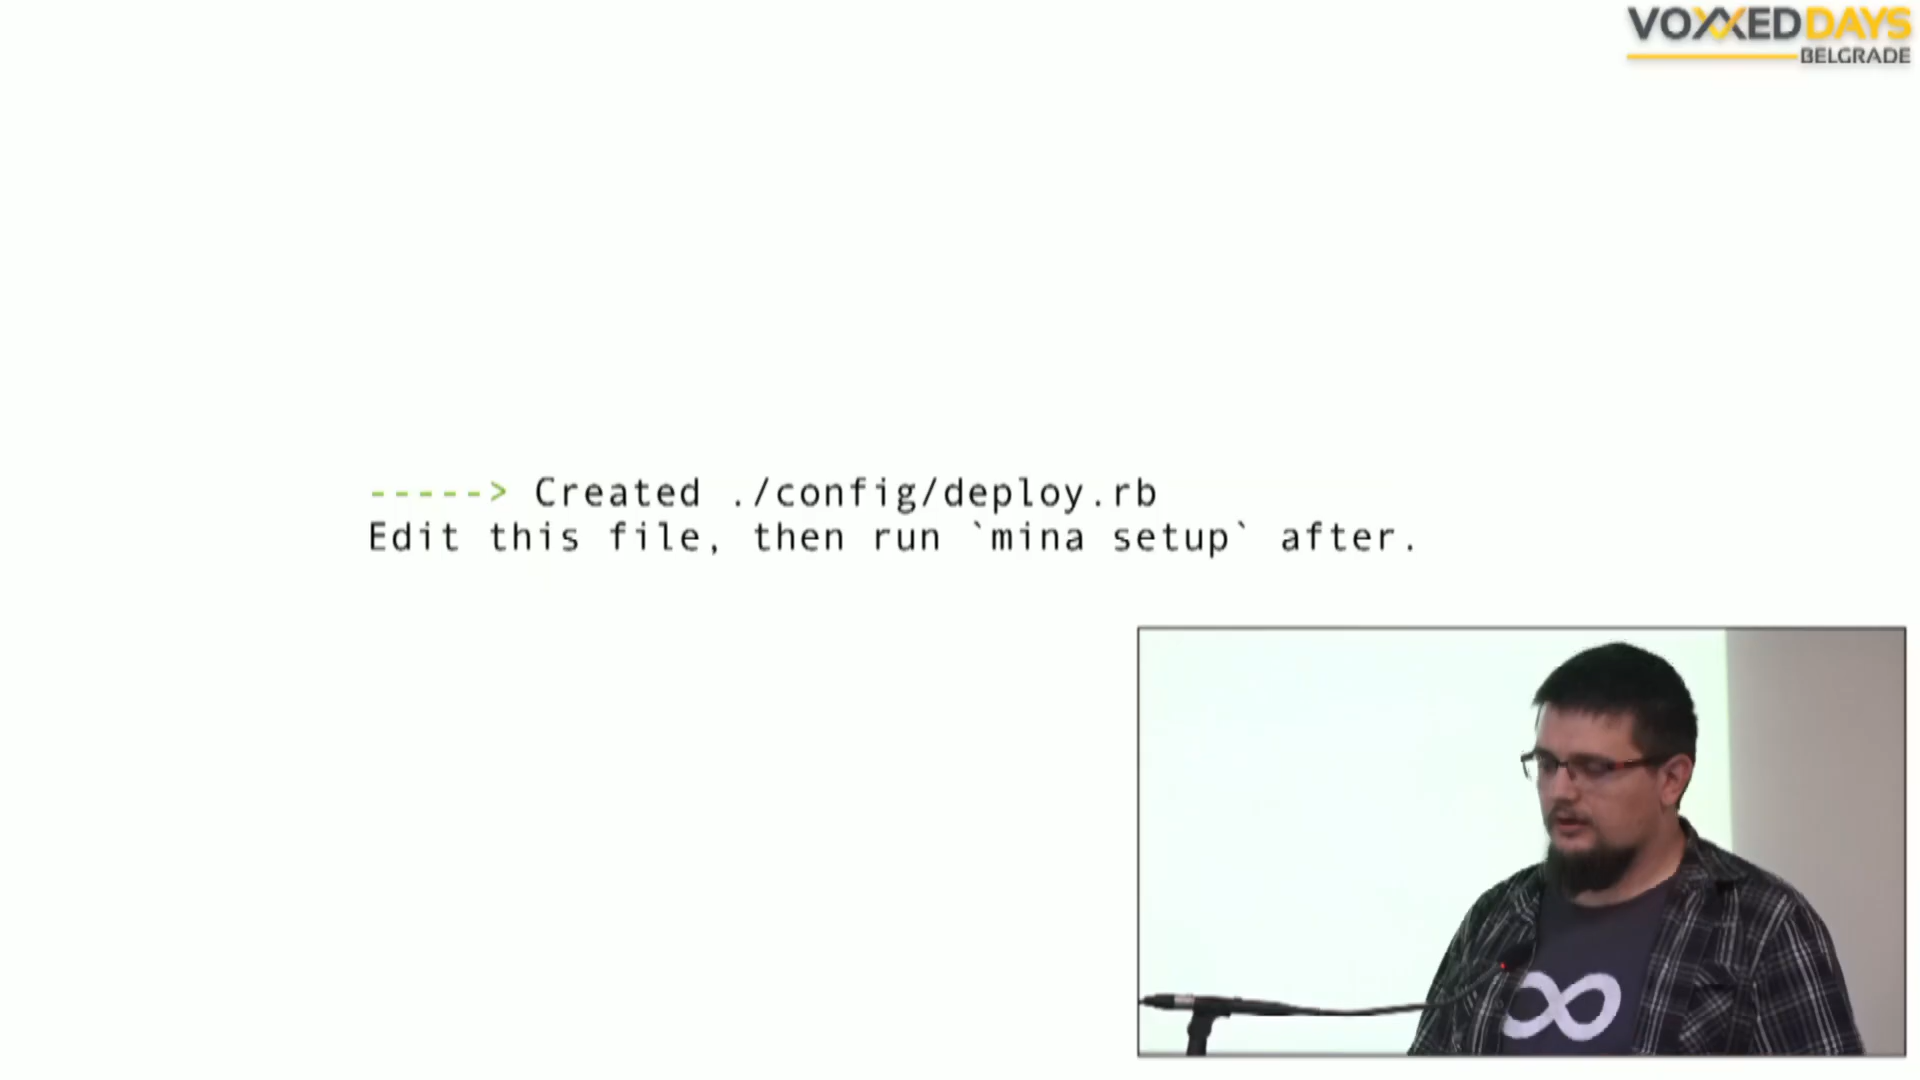 VOXXEDDAYS
BELGRADE
-----> Created ./config/deploy.rb
Edit this file, then run `mina setup` after.